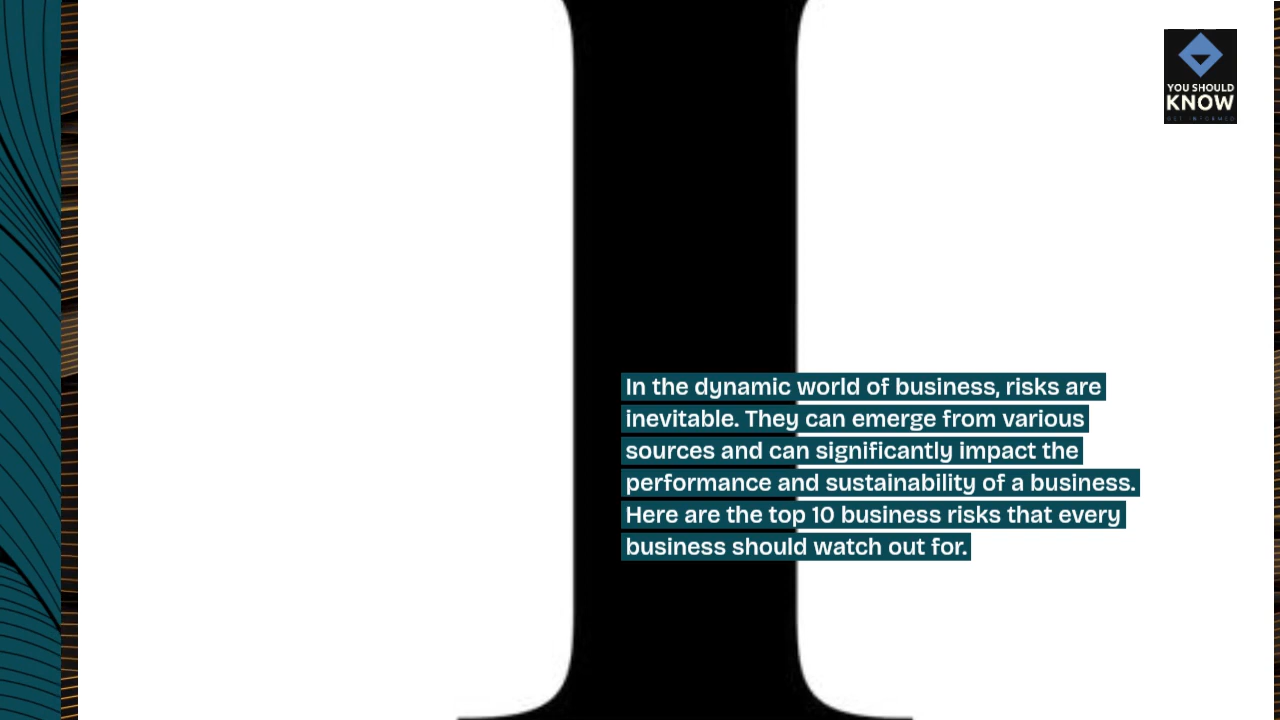 YOU SHOULD
KNOW
GET INFORMED
In the dynamic world of business, risks are
inevitable. They can emerge from various
sources and can significantly impact the
performance and sustainability of a business.
Here are the top 10 business risks that every
business should watch out for.